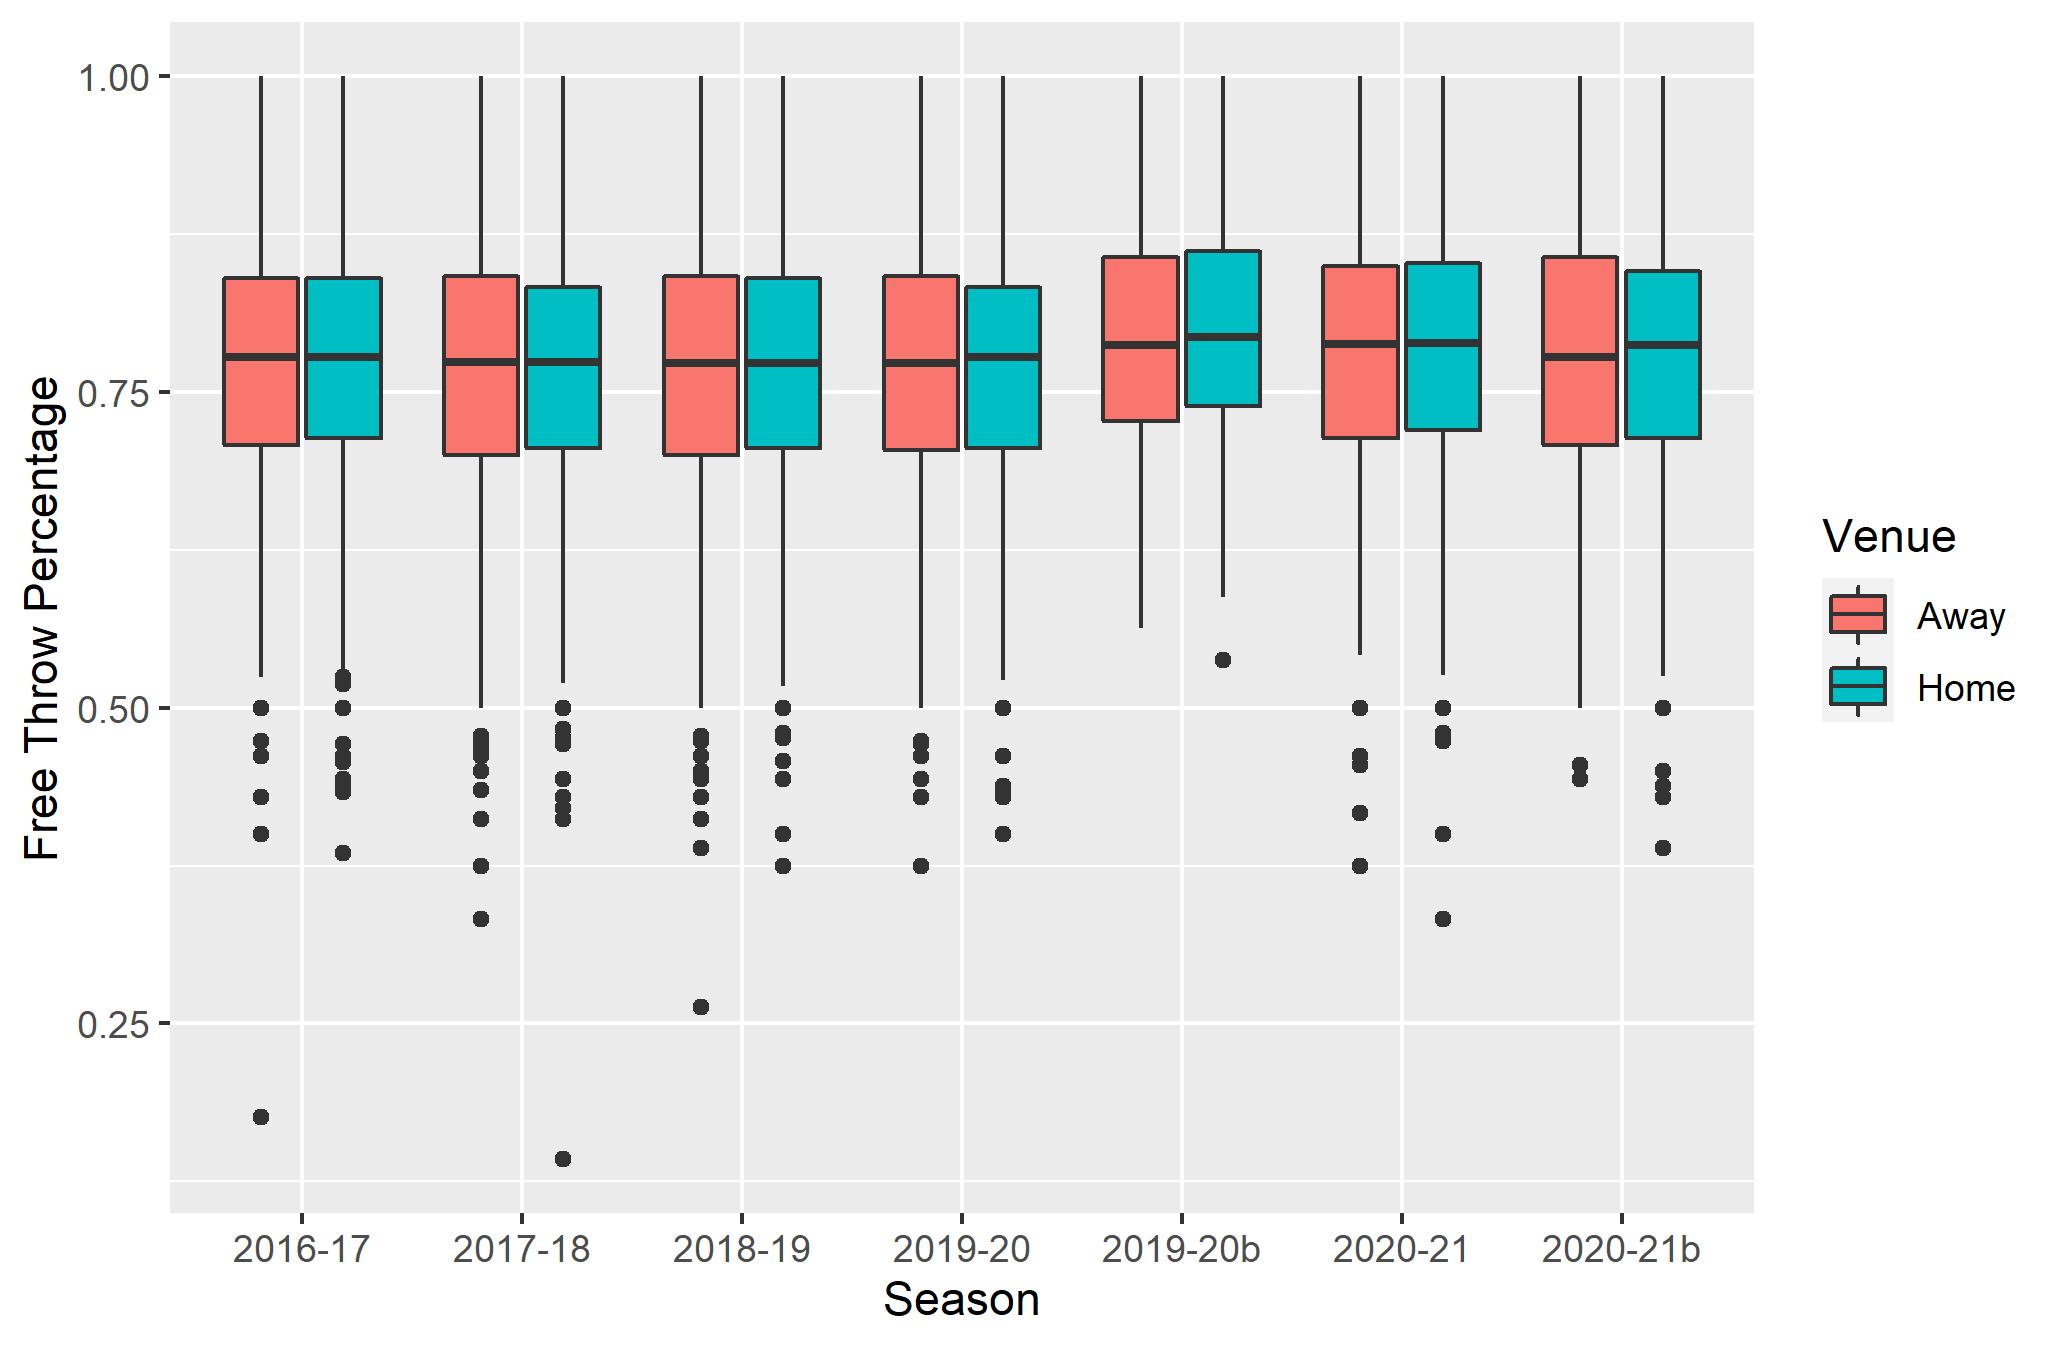 1.00
0.75
0.50
0.25
Free Throw Percentage
2016-17
2017-18
2018-19
2019-20
2019-20b
2020-21
2020-21b
Season
Venue
Away
Home